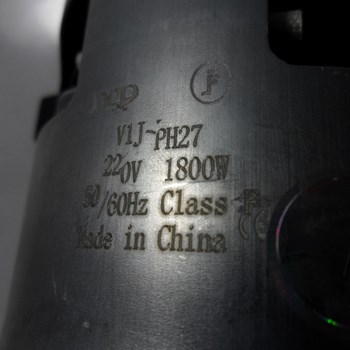 F
V1J-PH27
220V 1800W
50/60Hz Class F
Made in China